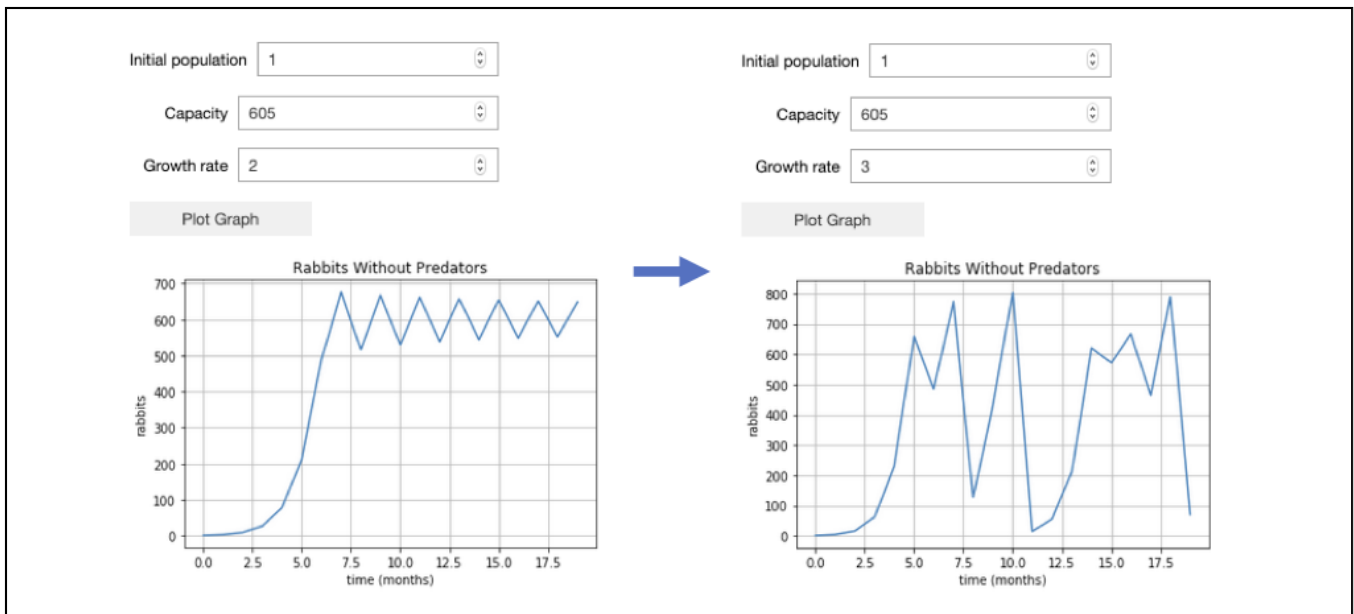 Initial population 1
Capacity 605
Growth rate 2
Plot Graph
Rabbits Without Predators
700
600
500
400
300
200
100
0
rabbits
0.0 2.5 5.0 7.5 10.0 12.5 15.0 17.5
time (months)
Initial population 1
Capacity 605
Growth rate 3
Plot Graph
Rabbits Without Predators
800
700
600
500
400
300
200
100
0
rabbits
0.0 2.5 5.0 7.5 10.0 12.5 15.0 17.5
time (months)